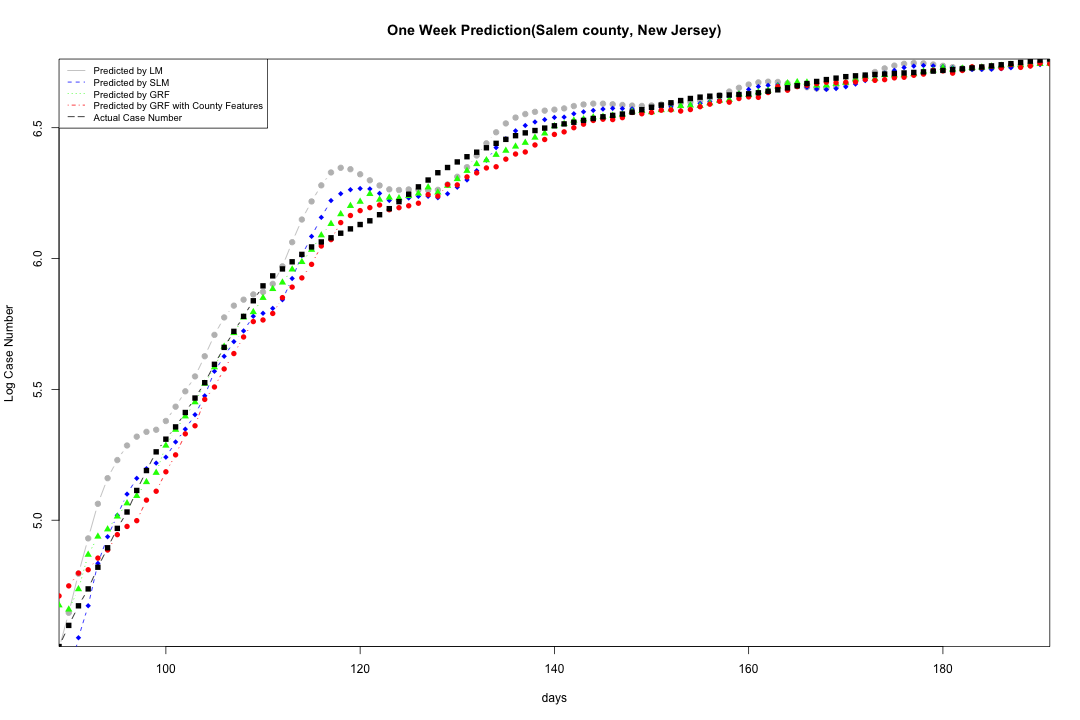 One Week Prediction(Salem county, New Jersey)
Predicted by LM
Predicted by SLM
Predicted by GRF
Predicted by GRF with County Features
Actual Case Number
Log Case Number
6.5
6.0
5.5
5.0
100 120 140 160 180
days